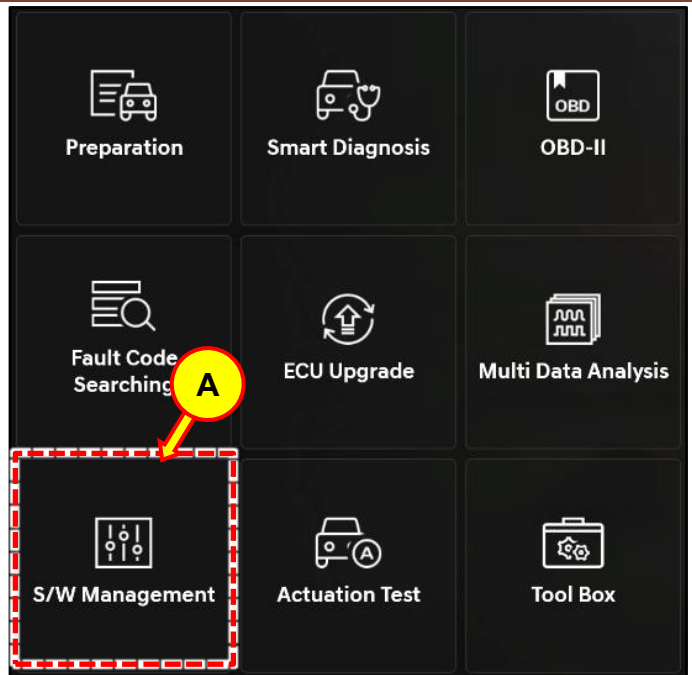 OBD
Preparation
Smart Diagnosis
OBD-II
Fault Code
Searching
A
ECU Upgrade
Multi Data Analysis
A
S/W Management
Actuation Test
Tool Box